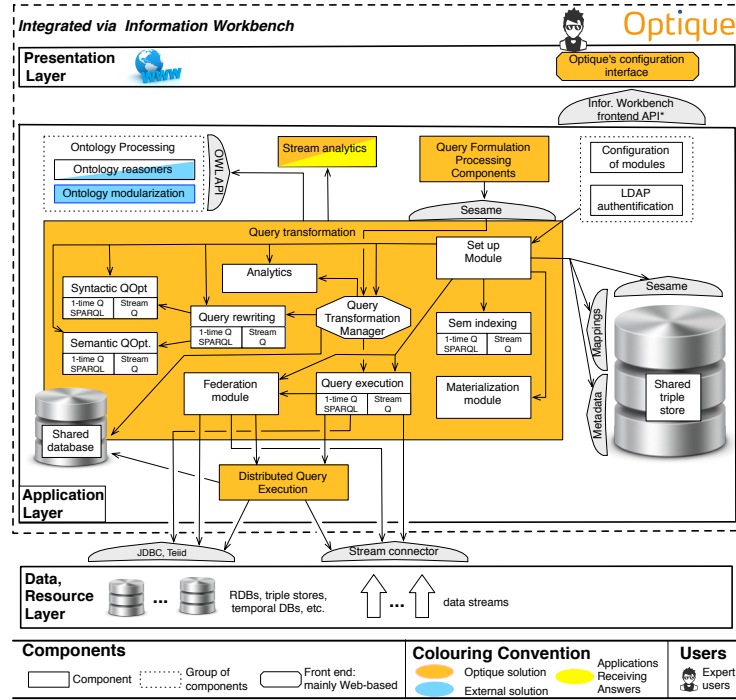 Integrated via Information Workbench
Optique
Presentation
Layer
WWW
Optique's configuration
interface
Infor. Workbench
frontend API*
Ontology Processing
Ontology reasoners
Ontology modularization
OWL API
Stream analytics
Query Formulation
Processing
Components
Configuration
of modules
LDAP
authentification
Sesame
Query transformation
Set up
Module
Analytics
Syntactic QOpt
1-time Q
SPARQL
Stream
Q
Query rewriting
1-time Q
SPARQL
Stream
Q
Query
Transformation
Manager
Semantic QOpt.
1-time Q
SPARQL
Stream
Q
Sem indexing
1-time Q
SPARQL
Stream
Q
Sesame
Mappings
Metadata
Shared
triple
store
Federation
module
Query execution
1-time Q
SPARQL
Stream
Q
Materialization
module
Shared
database
Distributed Query
Execution
Application
Layer
JDBC, Teiid
Stream connector
Data,
Resource
Layer
...
RDBs, triple stores,
temporal DBs, etc.
...
data streams
Components
Component
Group of
components
Front end:
mainly Web-based
Colouring Convention
Optique solution
External solution
Applications
Receiving
Answers
Users
Expert
users